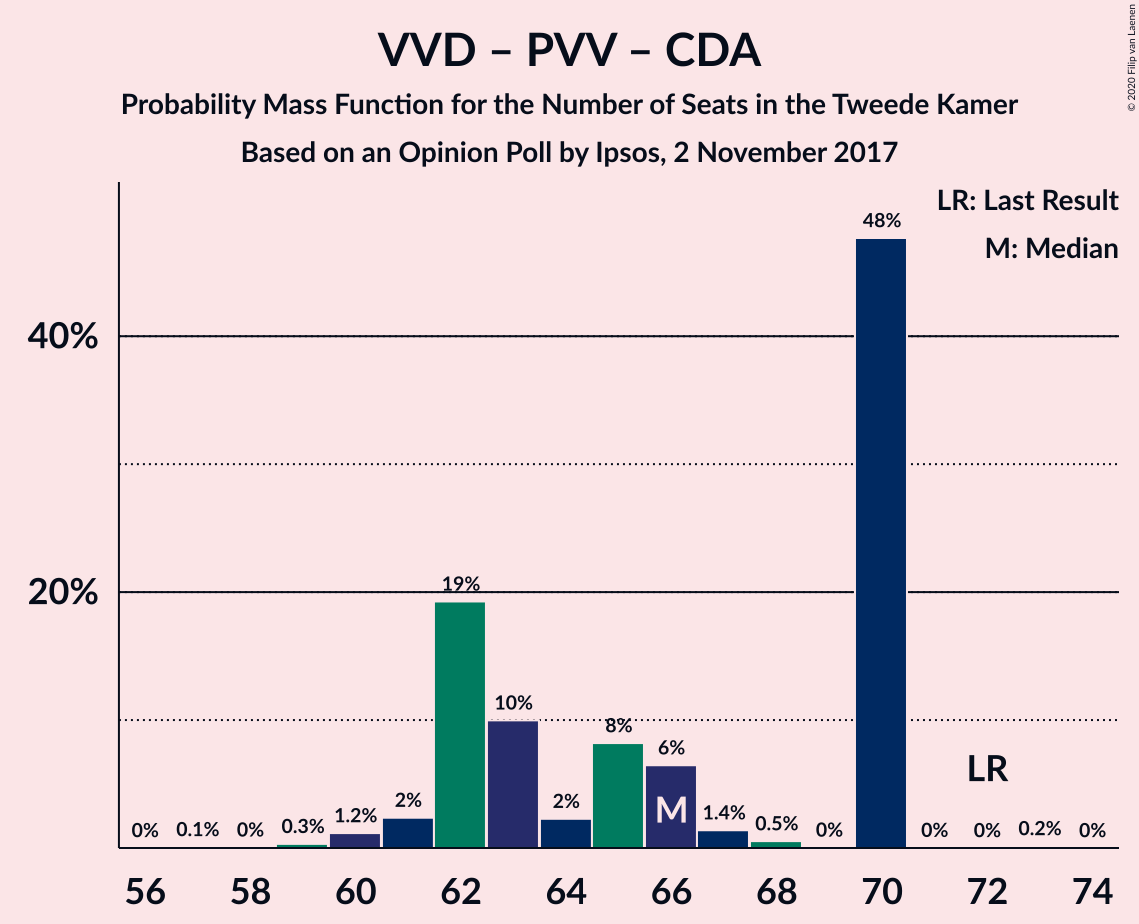 VVD – PVV – CDA
Probability Mass Function for the Number of Seats in the Tweede Kamer
Based on an Opinion Poll by Ipsos, 2 November 2017
© 2020 Filip van Laenen
LR: Last Result
M: Median
40%
20%
0%
0.1%
0%
0.3%
1.2%
2%
19%
10%
2%
8%
6%
1.4%
0.5%
0%
48%
0%
0%
0.2%
0%
M
LR
56 58 60 62 64 66 68 70 72 74